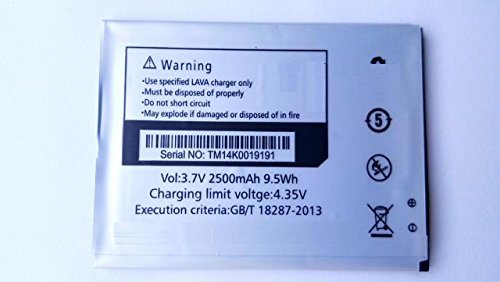 Warning
•Use specified LAVA charger only
•Must be disposed of properly
•Do not short circuit
•May explode if damaged or disposed in fire
Serial NO: TM14K0019191
Vol:3.7V 2500mAh 9.5Wh
Charging limit voltge:4.35V
Execution criteria:GB/T 18287-2013
5